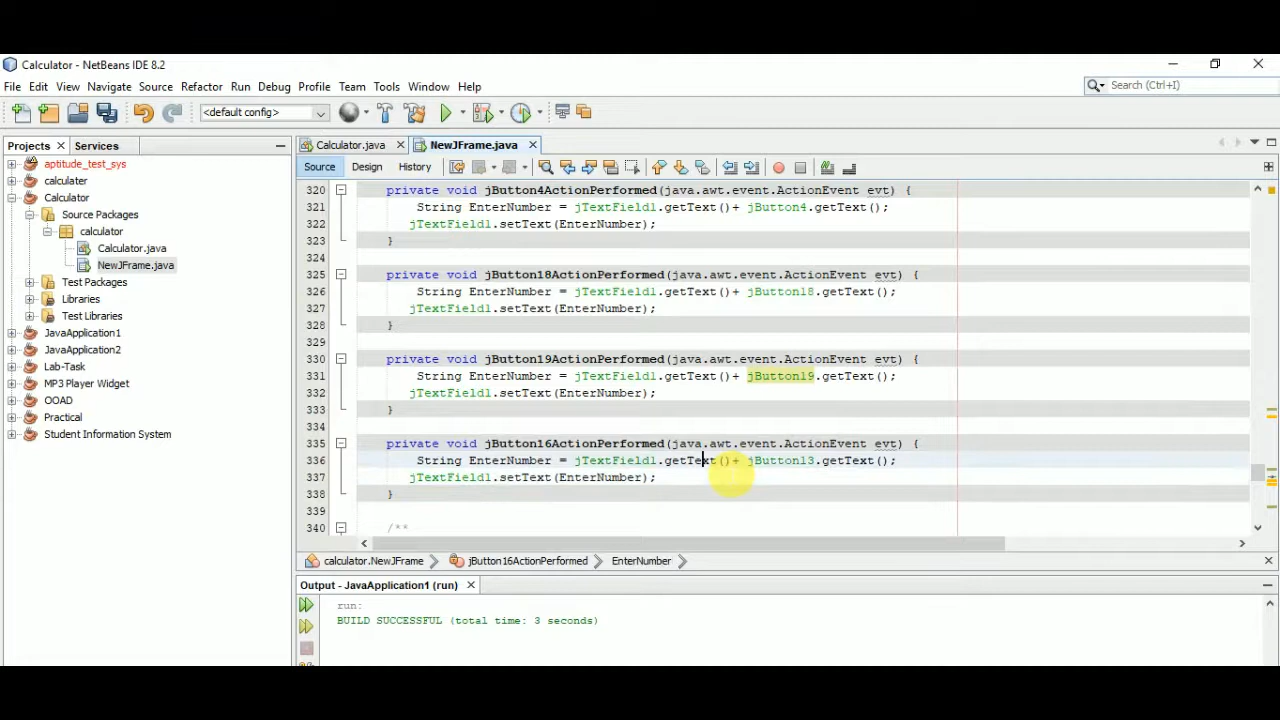 Calculator - NetBeans IDE 8.2
File Edit View Navigate Source Refactor Run Debug Profile Team Tools Window Help
Search (Ctrl+I)
<default config>
Projects Services
Calculator.java NewJFrame.java
Source Design History
aptitude_test_sys
calculater
Calculator
Source Packages
calculator
Calculator.java
NewJFrame.java
Test Packages
Libraries
Test Libraries
JavaApplication1
JavaApplication2
Lab-Task
MP3 Player Widget
OOAD
Practical
Student Information System
320 private void jButton4ActionPerformed(java.awt.event.ActionEvent evt) {
321 String EnterNumber = jTextField1.getText()+ jButton4.getText();
322 jTextField1.setText(EnterNumber);
323 }
324
325 private void jButton18ActionPerformed(java.awt.event.ActionEvent evt) {
326 String EnterNumber = jTextField1.getText()+ jButton18.getText();
327 jTextField1.setText(EnterNumber);
328 }
329
330 private void jButton19ActionPerformed(java.awt.event.ActionEvent evt) {
331 String EnterNumber = jTextField1.getText()+ jButton19.getText();
332 jTextField1.setText(EnterNumber);
333 }
334
335 private void jButton16ActionPerformed(java.awt.event.ActionEvent evt) {
336 String EnterNumber = jTextField1.getText()+ jButton13.getText();
337 jTextField1.setText(EnterNumber);
338 }
339
340 /**
calculator.NewJFrame jButton16ActionPerformed EnterNumber
Output - JavaApplication1 (run)
run:
BUILD SUCCESSFUL (total time: 3 seconds)